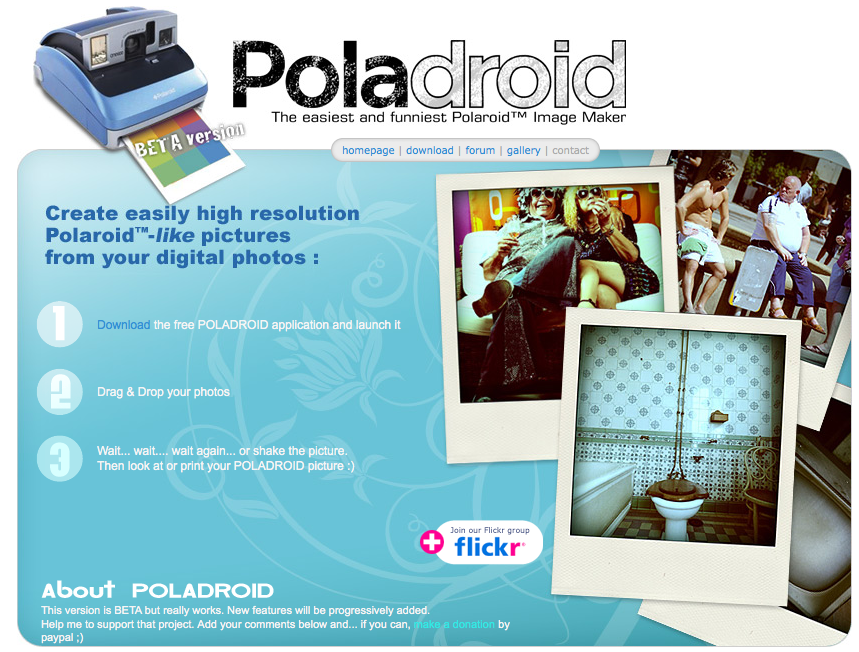 Poladroid
The easiest and funniest Polaroid™ Image Maker
Polaroid
BETA version
homepage | download | forum | gallery | contact
Create easily high resolution
Polaroid™-like pictures
from your digital photos :
1 Download the free POLADROID application and launch it
2 Drag & Drop your photos
3 Wait... wait.... wait again... or shake the picture.
Then look at or print your POLADROID picture :)
Join our Flickr group
flickr
About POLADROID
This version is BETA but really works. New features will be progressively added.
Help me to support that project. Add your comments below and... if you can, make a donation by
paypal ;)